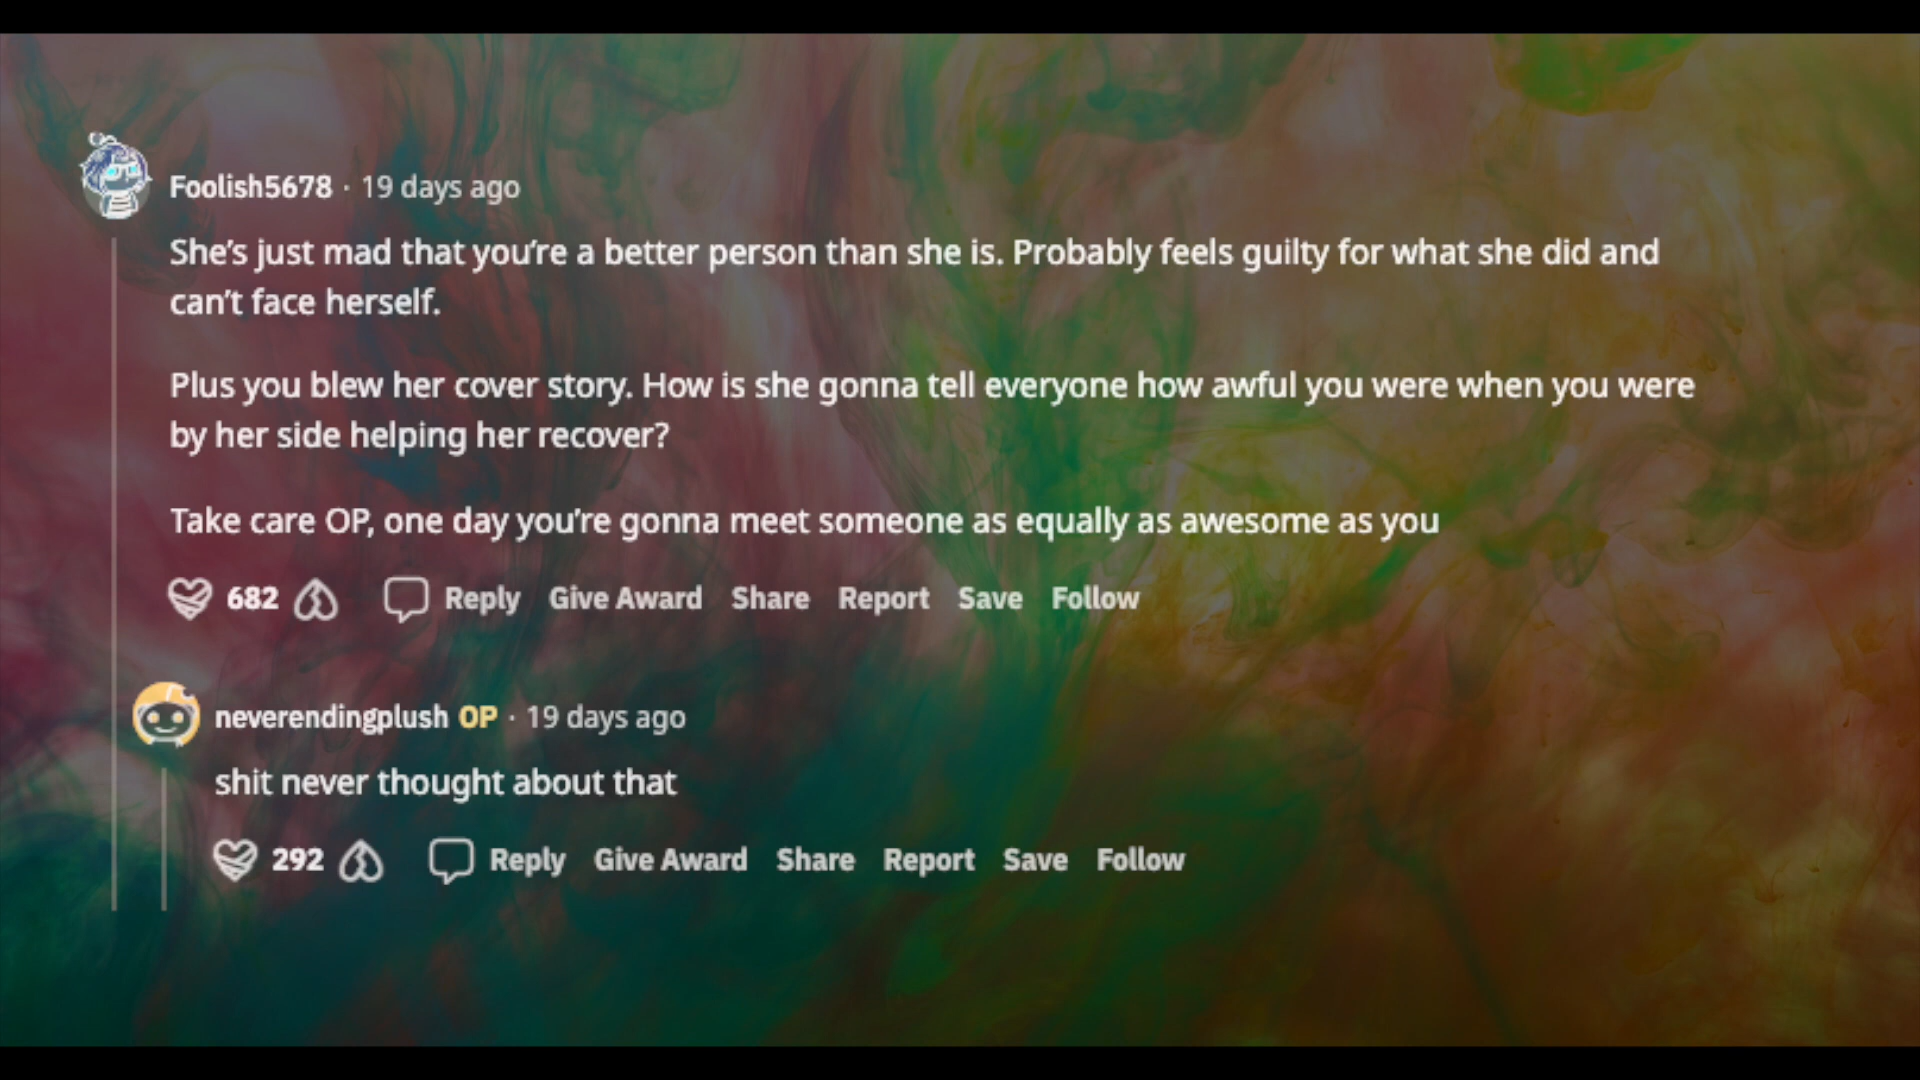 Foolish5678 · 19 days ago
She's just mad that you're a better person than she is. Probably feels guilty for what she did and
can't face herself.
Plus you blew her cover story. How is she gonna tell everyone how awful you were when you were
by her side helping her recover?
Take care OP, one day you're gonna meet someone as equally as awesome as you
682 Reply Give Award Share Report Save Follow
neverendingplush OP · 19 days ago
shit never thought about that
292 Reply Give Award Share Report Save Follow